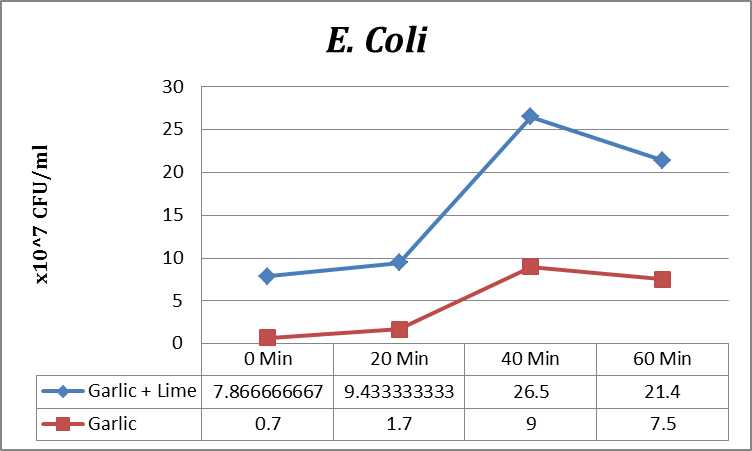 E. Coli
x10^7 CFU/ml
30
25
20
15
10
5
0
0 Min 20 Min 40 Min 60 Min
Garlic + Lime 7.866666667 9.433333333 26.5 21.4
Garlic 0.7 1.7 9 7.5